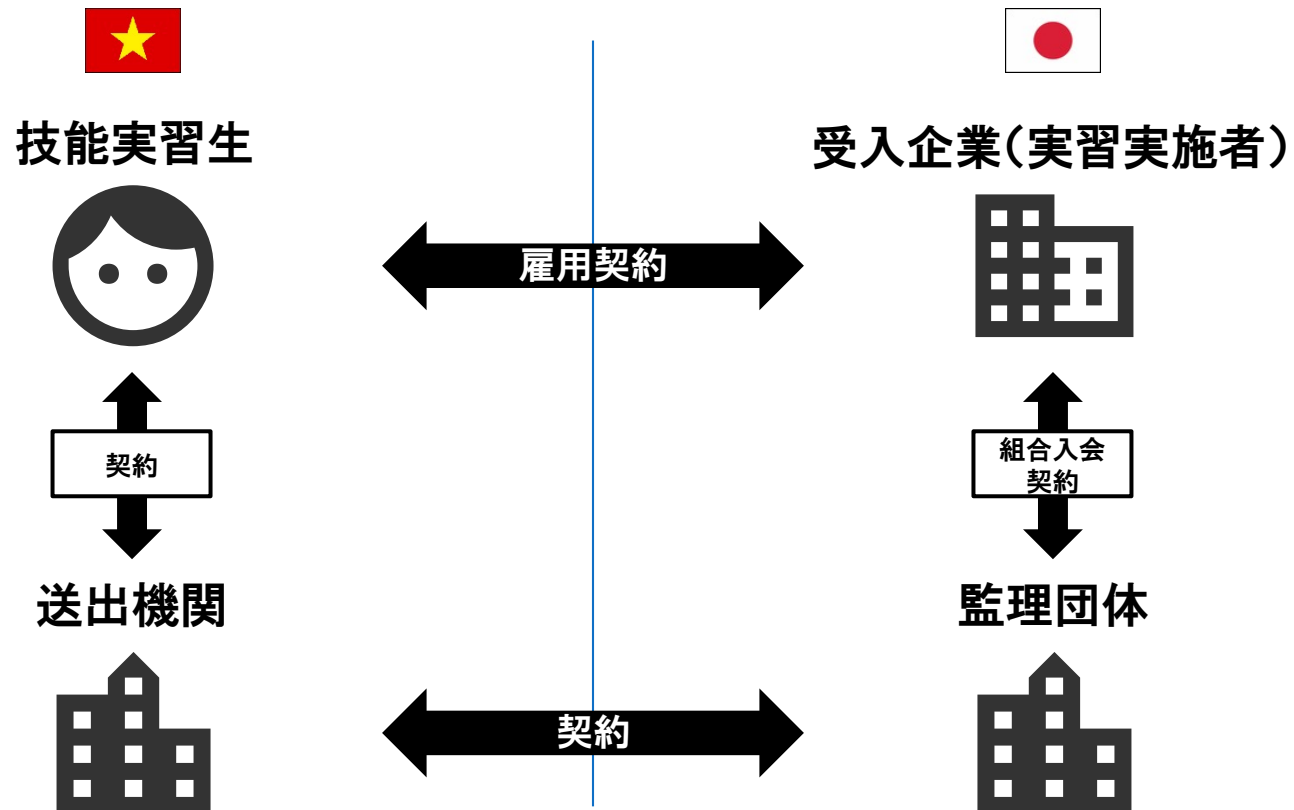 技能実習生
受入企業（実習実施者）
雇用契約
契約
組合入会
契約
送出機関
監理団体
契約